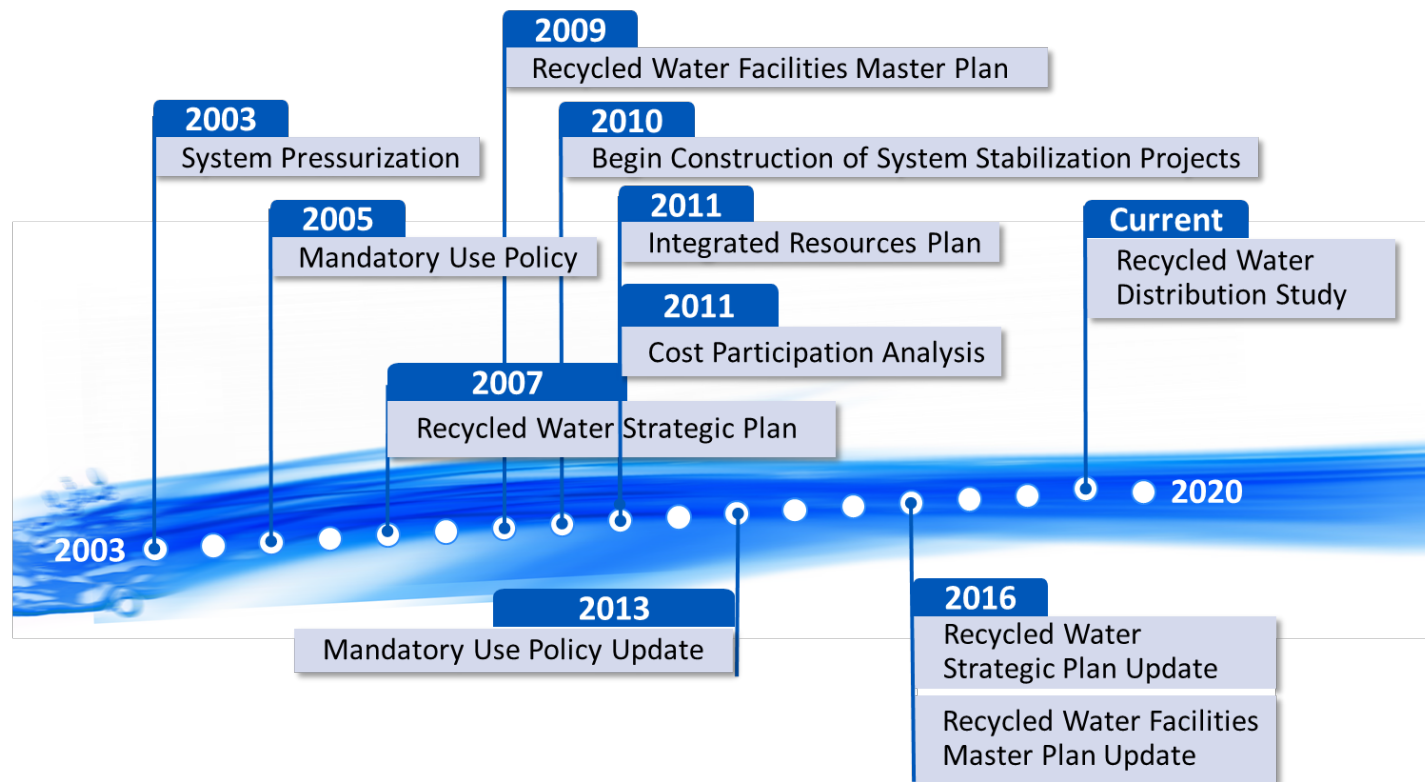 2009
Recycled Water Facilities Master Plan
2003
System Pressurization
2010
Begin Construction of System Stabilization Projects
2005
Mandatory Use Policy
2011
Integrated Resources Plan
Current
Recycled Water
Distribution Study
2011
Cost Participation Analysis
2007
Recycled Water Strategic Plan
2003
2020
2013
Mandatory Use Policy Update
2016
Recycled Water
Strategic Plan Update
Recycled Water Facilities
Master Plan Update